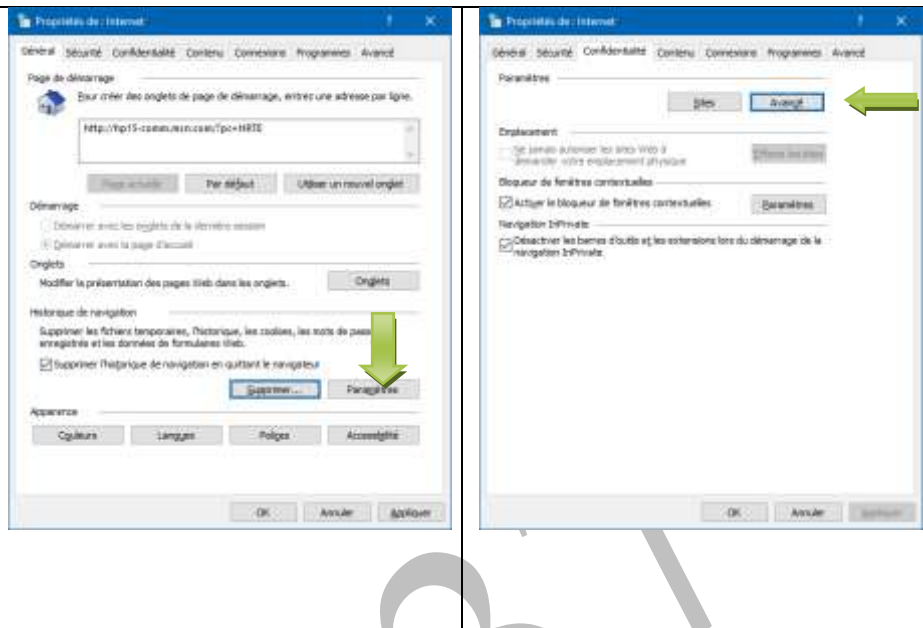 Propriétés de : Internet
? ×
Général Sécurité Confidentialité Contenu Connexions Programmes Avancé
Page de démarrage
Pour créer des onglets de page de démarrage, entrez une adresse par ligne.
http://hp15-comm.msn.com/?pc=HRTE
Page actuelle Par défaut Utiliser un nouvel onglet
Démarrage
Démarrer avec les onglets de la dernière session
Démarrer avec la page d'accueil
Onglets
Modifier la présentation des pages Web dans les onglets.
Onglets
Historique de navigation
Supprimer les fichiers temporaires, l'historique, les cookies, les mots de
enregistrés et les données de formulaires Web.
Supprimer l'historique de navigation en quittant le navigateur
Supprimer... Paramètres
Apparence
Couleurs Langues Polices Accessibilité
OK Annuler Appliquer
Propriétés de : Internet
? ×
Général Sécurité Confidentialité Contenu Connexions Programmes Avancé
Paramètres
Sites Avancé
Emplacement
Ne jamais autoriser les sites Web à
demander votre emplacement physique
Effacer les sites
Bloqueur de fenêtres contextuelles
Activer le bloqueur de fenêtres contextuelles
Paramètres
Navigation InPrivate
Désactiver les barres d'outils et les extensions lors du démarrage de la
navigation InPrivate
OK Annuler Appliquer